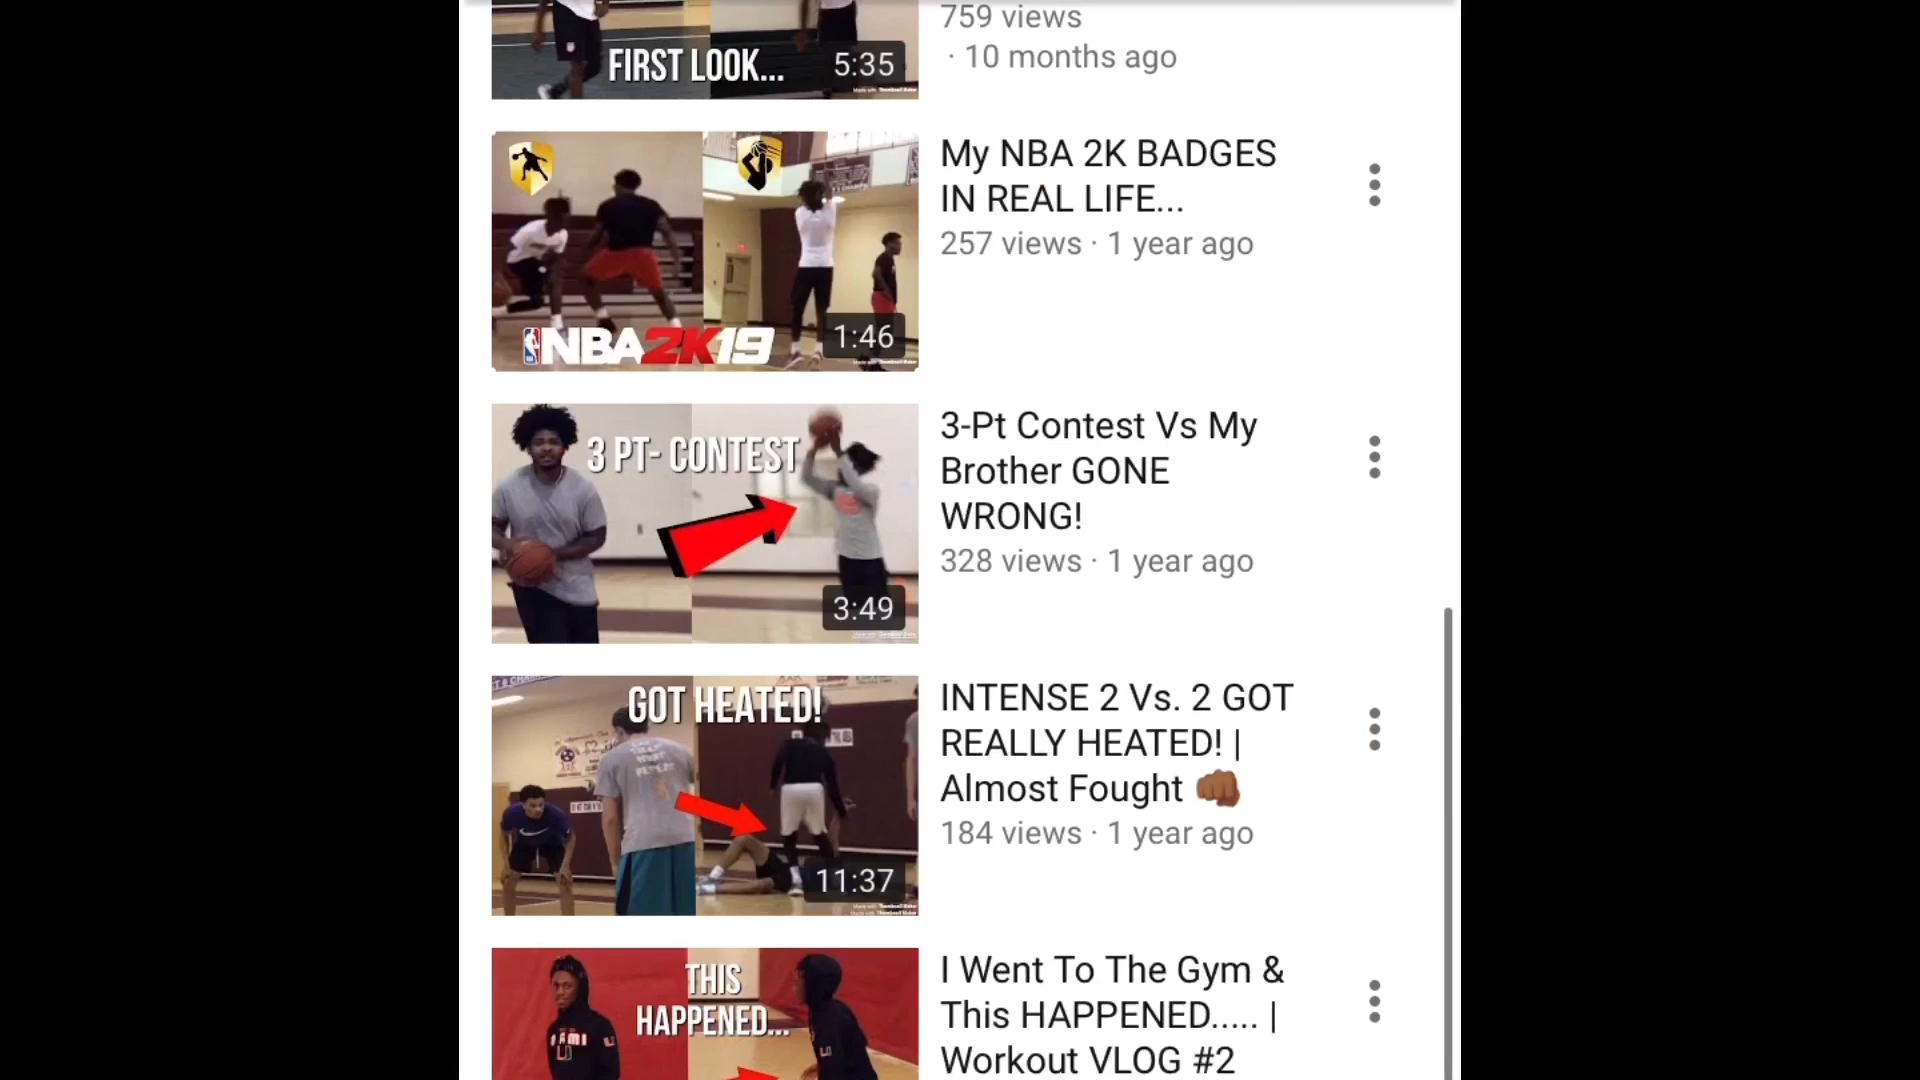 759 views
· 10 months ago
FIRST LOOK...
5:35
My NBA 2K BADGES
IN REAL LIFE...
257 views · 1 year ago
NBA 2K19
1:46
3-Pt Contest Vs My
Brother GONE
WRONG!
328 views · 1 year ago
3 PT- CONTEST
3:49
INTENSE 2 Vs. 2 GOT
REALLY HEATED! |
Almost Fought 👊🏾
184 views · 1 year ago
GOT HEATED!
11:37
I Went To The Gym &
This HAPPENED..... |
Workout VLOG #2
THIS
HAPPENED...